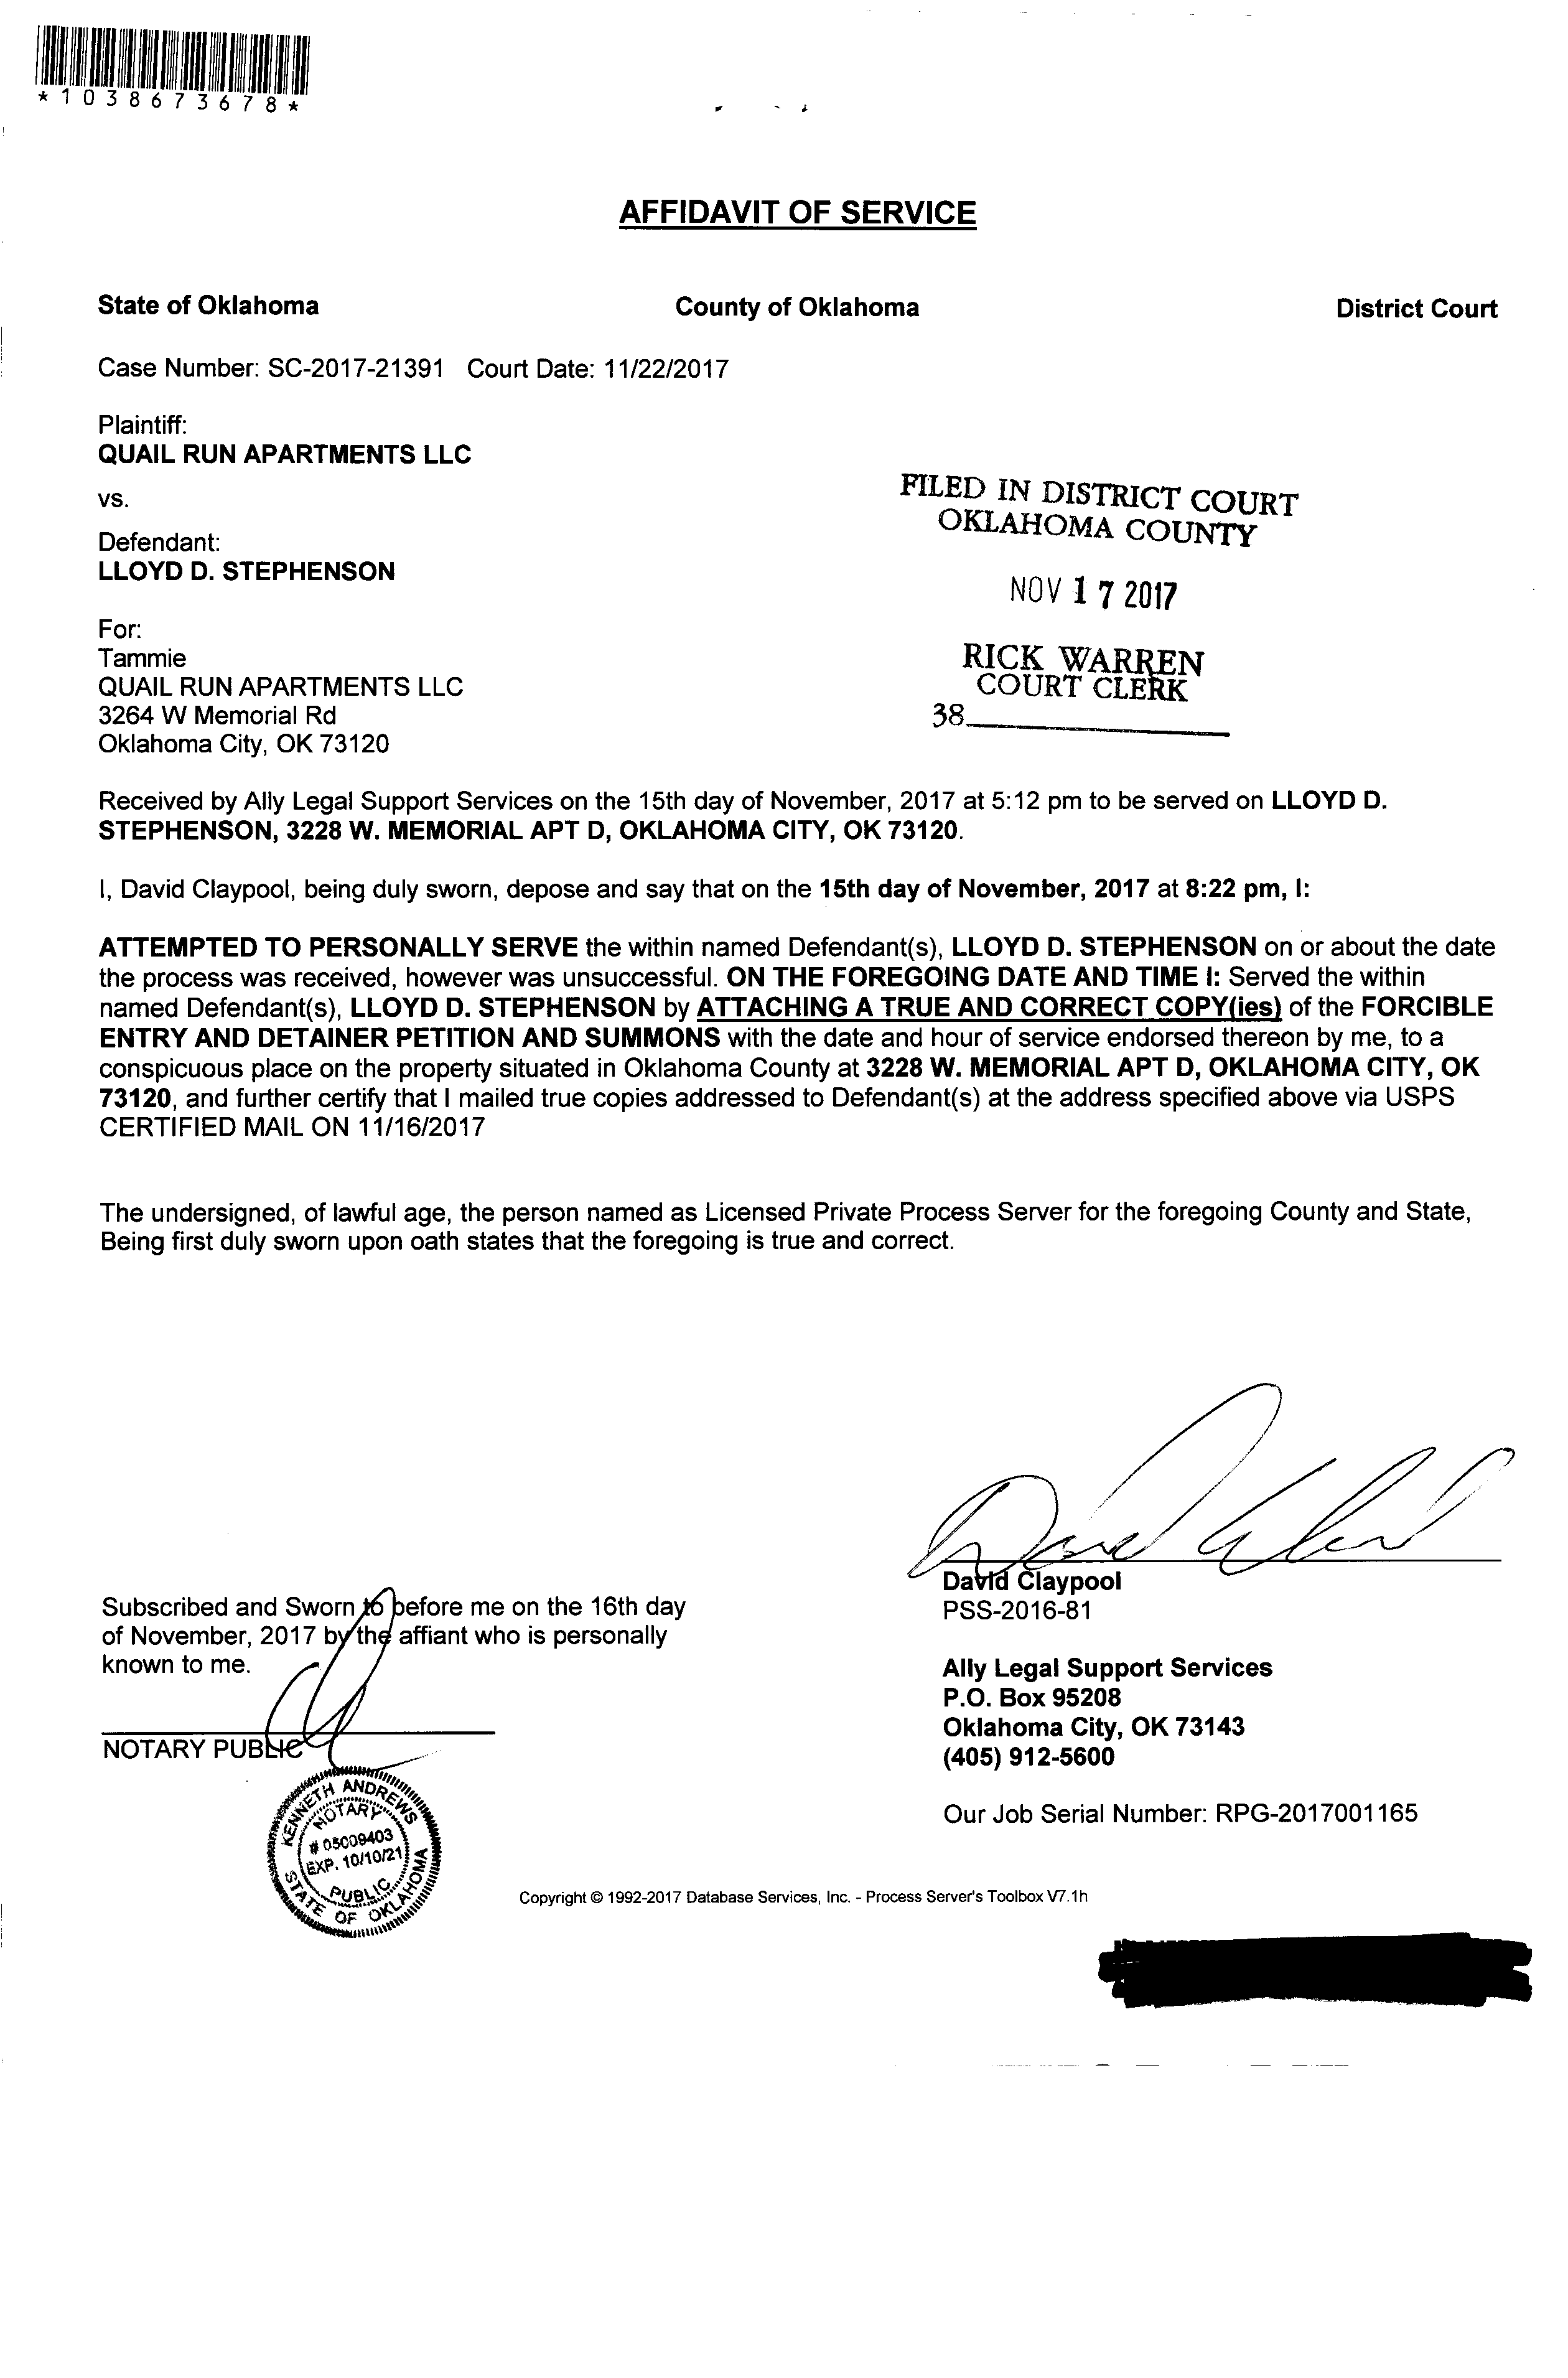 *1038673678*
AFFIDAVIT OF SERVICE
State of Oklahoma County of Oklahoma District Court
Case Number: SC-2017-21391 Court Date: 11/22/2017
Plaintiff:
QUAIL RUN APARTMENTS LLC
vs.
Defendant:
LLOYD D. STEPHENSON
For:
Tammie
QUAIL RUN APARTMENTS LLC
3264 W Memorial Rd
Oklahoma City, OK 73120
FILED IN DISTRICT COURT
OKLAHOMA COUNTY
NOV 17 2017
RICK WARREN
COURT CLERK
38
Received by Ally Legal Support Services on the 15th day of November, 2017 at 5:12 pm to be served on LLOYD D.
STEPHENSON, 3228 W. MEMORIAL APT D, OKLAHOMA CITY, OK 73120.
I, David Claypool, being duly sworn, depose and say that on the 15th day of November, 2017 at 8:22 pm, I:
ATTEMPTED TO PERSONALLY SERVE the within named Defendant(s), LLOYD D. STEPHENSON on or about the date
the process was received, however was unsuccessful. ON THE FOREGOING DATE AND TIME I: Served the within
named Defendant(s), LLOYD D. STEPHENSON by ATTACHING A TRUE AND CORRECT COPY(ies) of the FORCIBLE
ENTRY AND DETAINER PETITION AND SUMMONS with the date and hour of service endorsed thereon by me, to a
conspicuous place on the property situated in Oklahoma County at 3228 W. MEMORIAL APT D, OKLAHOMA CITY, OK
73120, and further certify that I mailed true copies addressed to Defendant(s) at the address specified above via USPS
CERTIFIED MAIL ON 11/16/2017
The undersigned, of lawful age, the person named as Licensed Private Process Server for the foregoing County and State,
Being first duly sworn upon oath states that the foregoing is true and correct.
Subscribed and Sworn to before me on the 16th day
of November, 2017 by the affiant who is personally
known to me.
NOTARY PUBLIC
KENNETH ANDREWS
NOTARY
# 05009403
EXP. 10/10/21
PUBLIC
STATE OF OKLAHOMA
David Claypool
PSS-2016-81
Ally Legal Support Services
P.O. Box 95208
Oklahoma City, OK 73143
(405) 912-5600
Our Job Serial Number: RPG-2017001165
Copyright © 1992-2017 Database Services, Inc. - Process Server's Toolbox V7.1h